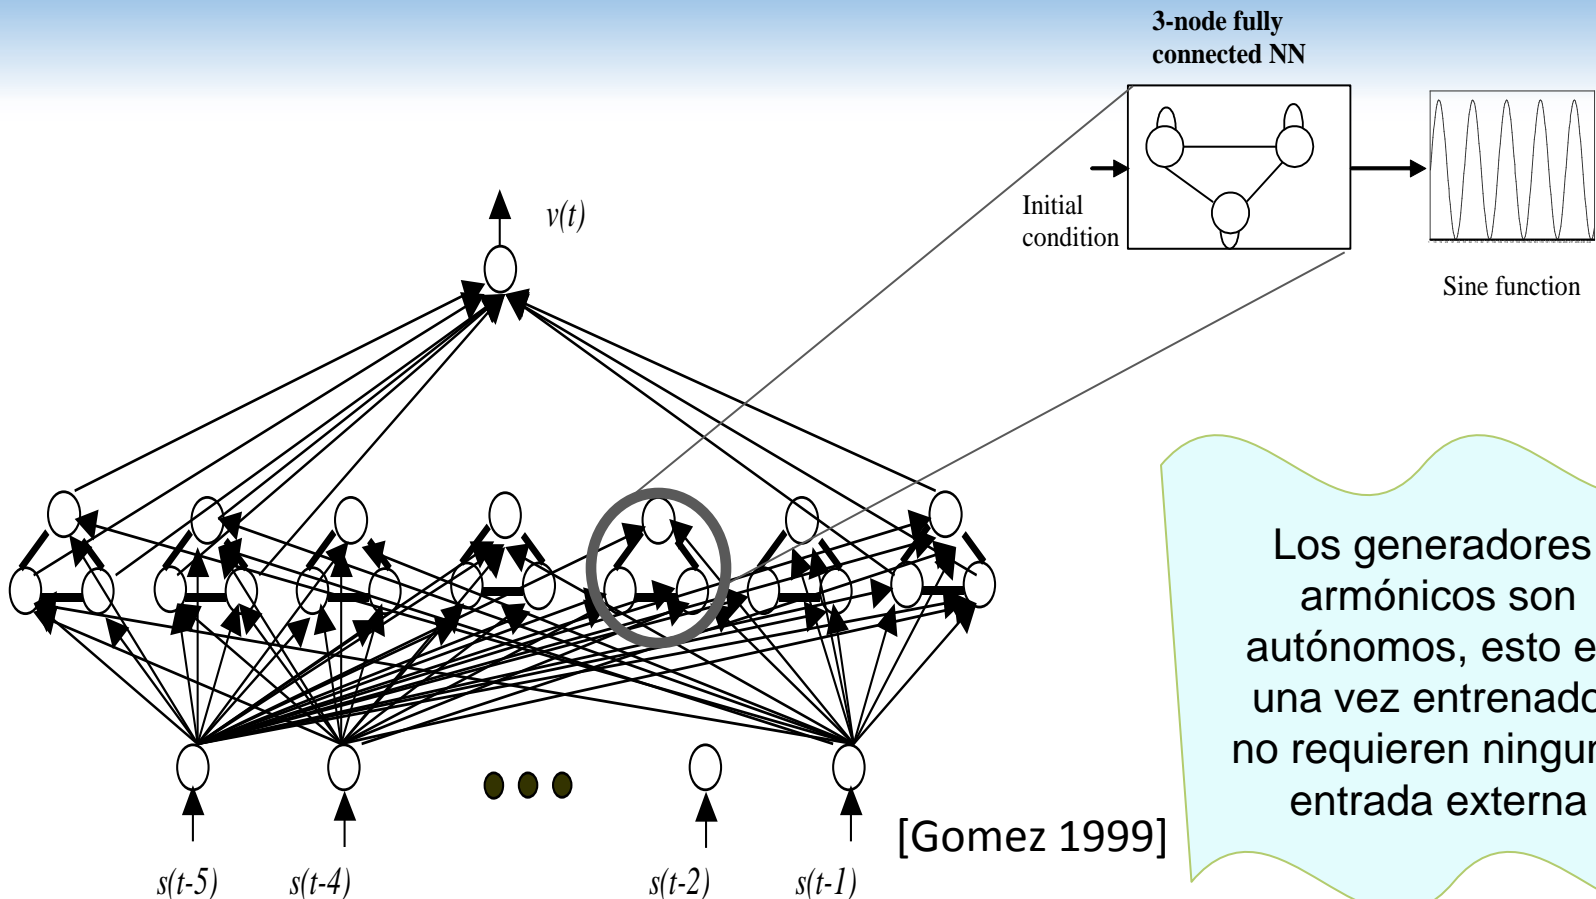 3-node fully
connected NN
Initial
condition
Sine function
v(t)
Los generadores
armónicos son
autónomos, esto e
una vez entrenado
no requieren ningun
entrada externa
[Gomez 1999]
s(t-5) s(t-4) s(t-2) s(t-1)